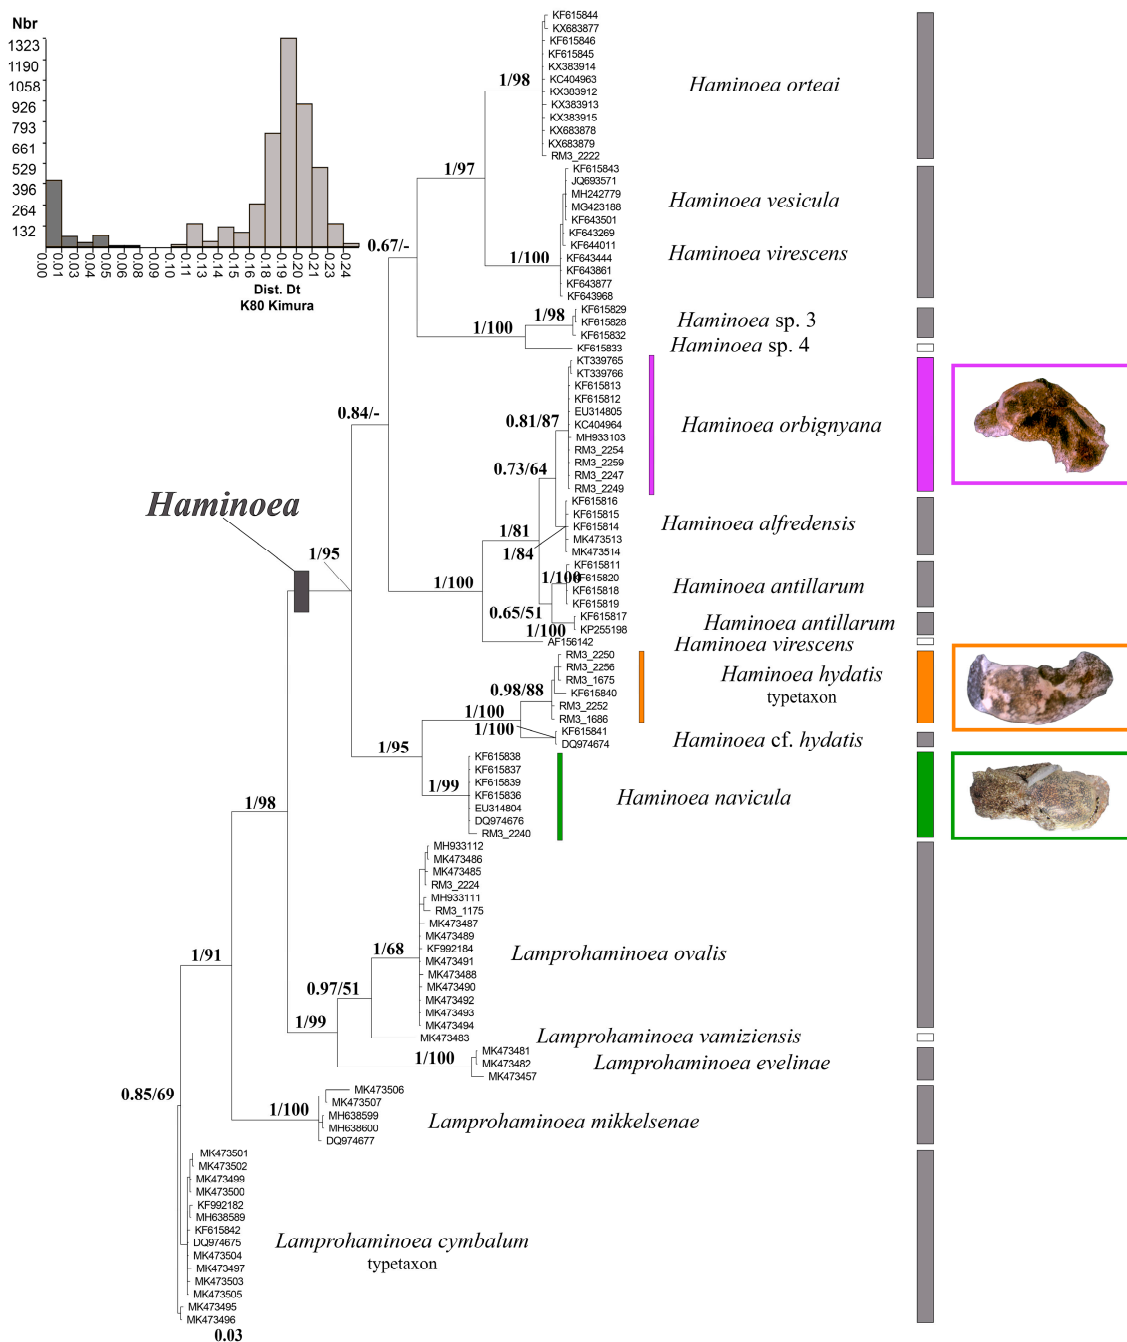 Nbr
1323
1190
1058
926
793
661
529
396
264
132
0.00
0.01
0.04
0.05
0.06
0.08
0.09
0.10
0.11
0.13
0.14
0.15
0.16
0.18
0.19
0.20
0.21
0.23
0.24
Dist. Dt
K80 Kimura
KF615844
KX683877
KF615846
KF615845
KX383914
1/98
KC404963
Haminoea orteai
KX383912
KX383913
KX383915
KX683878
KX683879
RM3_2222
1/97
KF615843
JQ693571
MH242779
Haminoea vesicula
MG423188
KF643501
KF643269
0.67/-
KF644011
Haminoea virescens
1/100
KF643444
KF643861
KF643877
KF643968
KF615829
1/98
KF615828
Haminoea sp. 3
1/100
KF615832
KF615833
Haminoea sp. 4
KT339765
KT339766
KF615813
KF615812
0.84/-
EU314805
0.81/87
KC404964
Haminoea orbignyana
MH933103
RM3_2254
RM3_2259
0.73/64
RM3_2247
RM3_2249
Haminoea
KF615816
KF615815
KF615814
Haminoea alfredensis
1/81
MK473513
1/84
MK473514
1/95
KF615811
1/100
KF615820
1/100
KF615818
Haminoea antillarum
KF615819
0.65/51
KF615817
Haminoea antillarum
1/100
KP255198
AF156142
Haminoea virescens
RM3_2250
RM3_2256
Haminoea hydatis
RM3_1675
0.98/88
KF615840
typetaxon
RM3_2252
1/100
RM3_1686
1/100
KF615841
Haminoea cf. hydatis
DQ974674
1/95
KF615838
KF615837
1/99
KF615839
KF615836
Haminoea navicula
EU314804
1/98
DQ974676
RM3_2240
MH933112
MK473486
MK473485
RM3_2224
MH933111
RM3_1175
MK473487
MK473489
1/68
KF992184
Haminoea ovalis
MK473491
1/91
MK473488
0.97/51
MK473490
MK473492
MK473493
1/99
MK473494
MK473483
Lamprohaminoea vamiziensis
MK473481
1/100
MK473482
Lamprohaminoea evelinae
MK473457
0.85/69
MK473506
MK473507
1/100
MH638599
Lamprohaminoea mikkelsenae
MH638600
DQ974677
MK473501
MK473502
MK473499
MK473500
KF992182
MH638589
KF615842
DQ974675
Lamprohaminoea cymbalum
MK473504
typetaxon
MK473497
MK473503
MK473505
MK473495
MK473496
0.03